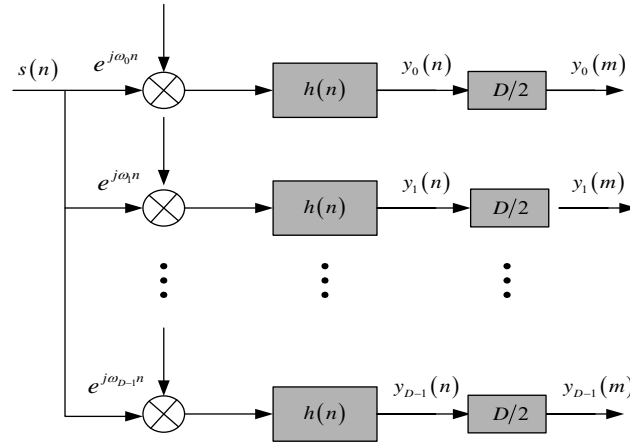 s(n) e^{jω_0 n} h(n) y_0(n) D/2 y_0(m)
e^{jω_1 n} h(n) y_1(n) D/2 y_1(m)
e^{jω_{D-1} n} h(n) y_{D-1}(n) D/2 y_{D-1}(m)